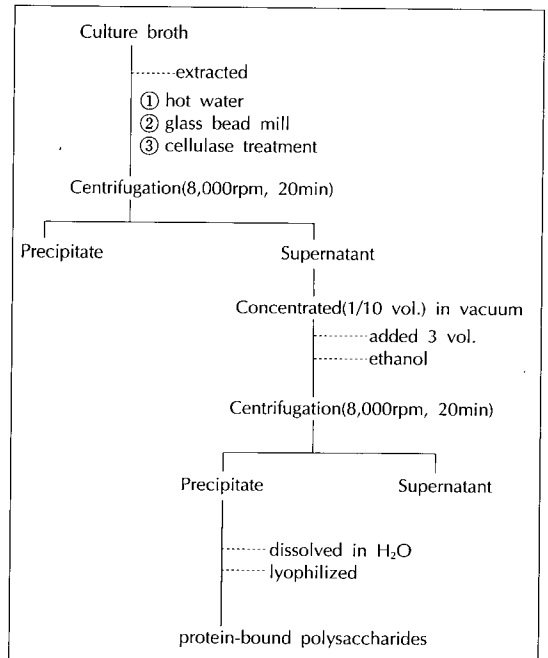 Culture broth
extracted
① hot water
② glass bead mill
③ cellulase treatment
Centrifugation(8,000rpm, 20min)
Precipitate
Supernatant
Concentrated(1/10 vol.) in vacuum
added 3 vol.
ethanol
Centrifugation(8,000rpm, 20min)
Precipitate
Supernatant
dissolved in H₂O
lyophilized
protein-bound polysaccharides